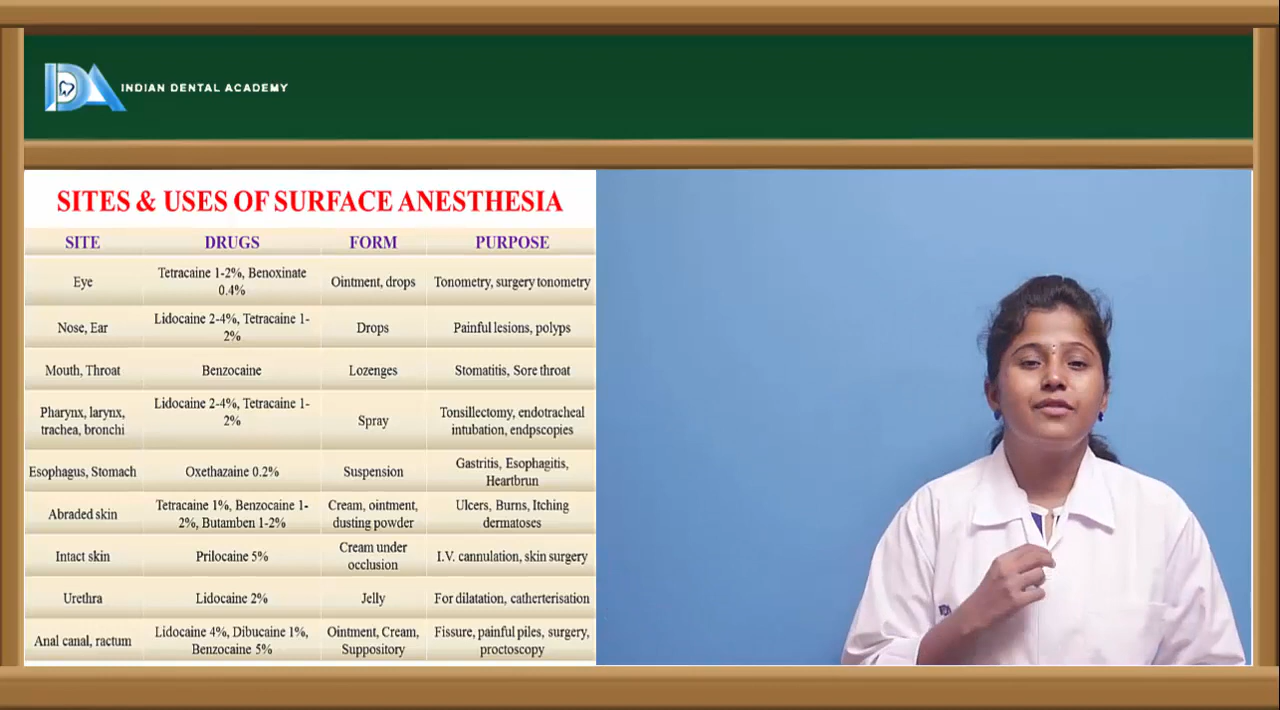 INDIAN DENTAL ACADEMY
SITES & USES OF SURFACE ANESTHESIA
SITE DRUGS FORM PURPOSE
Eye
Tetracaine 1-2%, Benoxinate
0.4%
Ointment, drops
Tonometry, surgery tonometry
Nose, Ear
Lidocaine 2-4%, Tetracaine 1-
2%
Drops
Painful lesions, polyps
Mouth, Throat
Benzocaine
Lozenges
Stomatitis, Sore throat
Pharynx, larynx,
trachea, bronchi
Lidocaine 2-4%, Tetracaine 1-
2%
Spray
Tonsillectomy, endotracheal
intubation, endpscopies
Esophagus, Stomach
Oxethazaine 0.2%
Suspension
Gastritis, Esophagitis,
Heartbrun
Abraded skin
Tetracaine 1%, Benzocaine 1-
2%, Butamben 1-2%
Cream, ointment,
dusting powder
Ulcers, Burns, Itching
dermatoses
Intact skin
Prilocaine 5%
Cream under
occlusion
I.V. cannulation, skin surgery
Urethra
Lidocaine 2%
Jelly
For dilatation, catherterisation
Anal canal, ractum
Lidocaine 4%, Dibucaine 1%,
Benzocaine 5%
Ointment, Cream,
Suppository
Fissure, painful piles, surgery,
proctoscopy